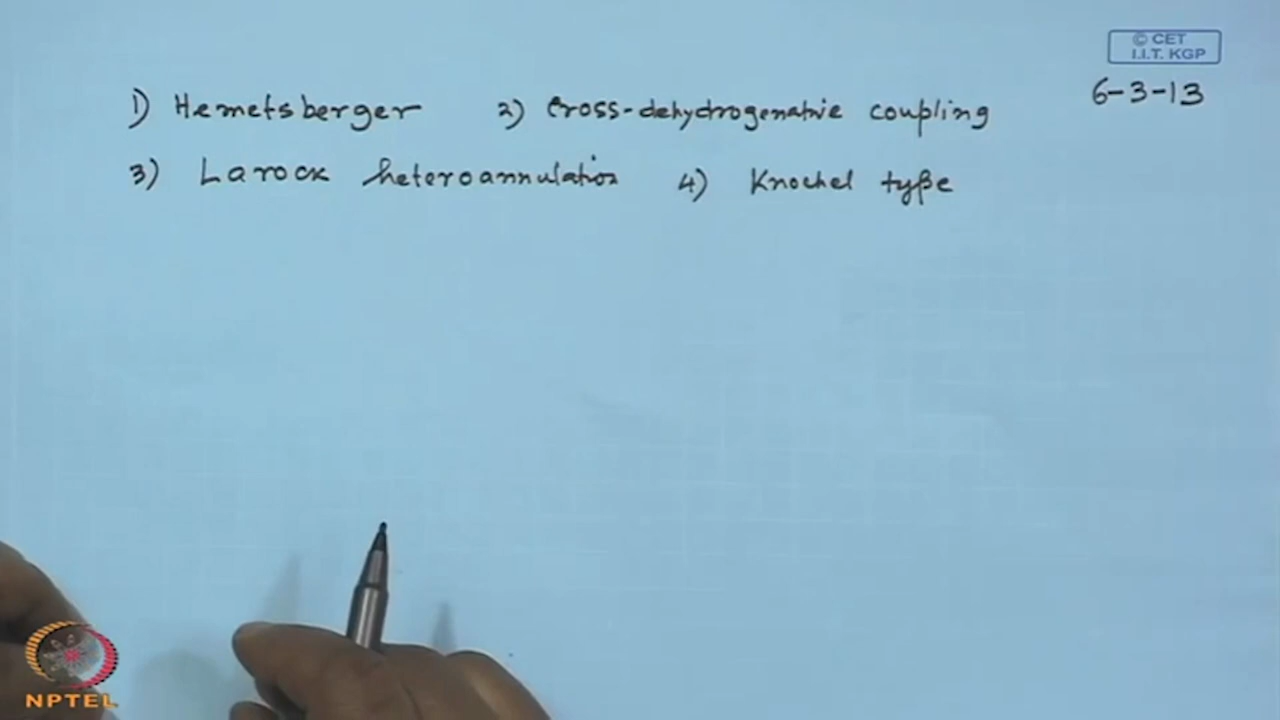 © CET
I.I.T. KGP
6-3-13
1) Hemetsberger 2) Cross-dehydrogenative coupling
3) Larock heteroannulation 4) Knochel type
NPTEL